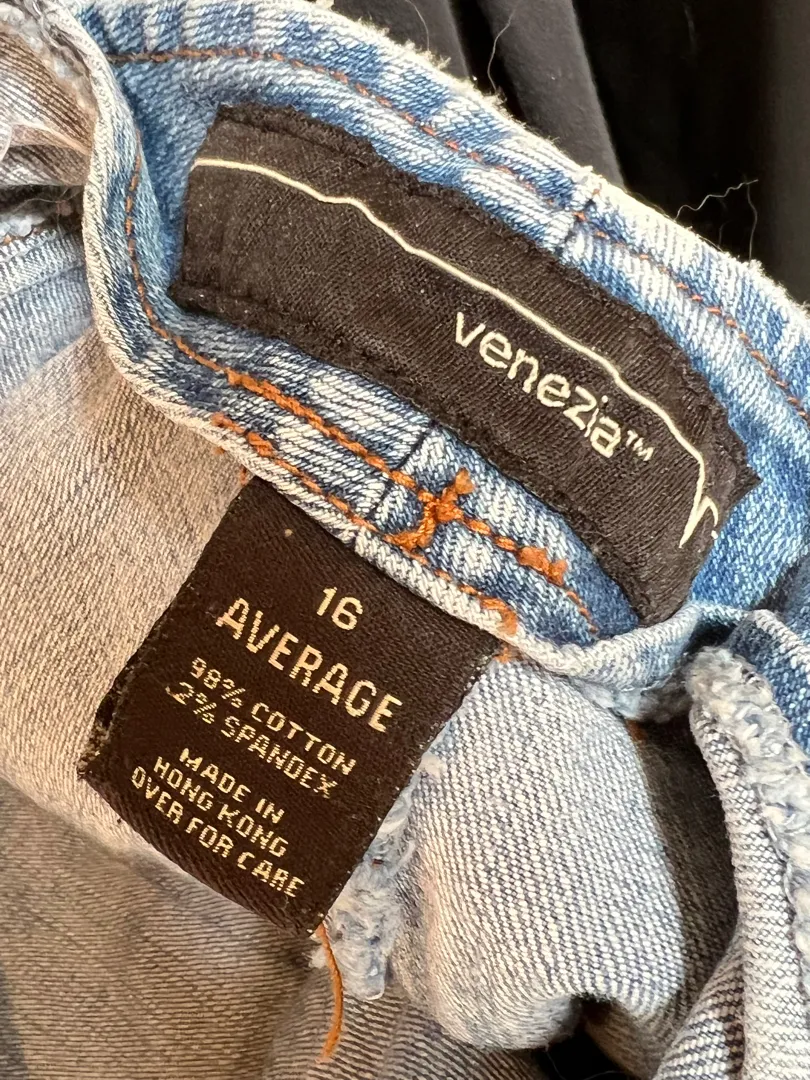 venezia™
16
AVERAGE
98% COTTON
2% SPANDEX
MADE IN
HONG KONG
OVER FOR CARE